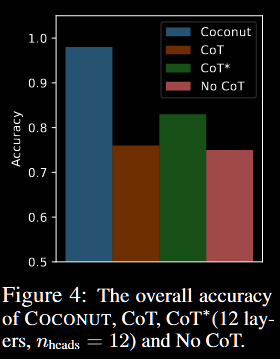 1.0
0.9
0.8
0.7
0.6
0.5
Accuracy
Coconut
CoT
CoT*
No CoT
Figure 4: The overall accuracy
of COCONUT, CoT, CoT*(12 lay-
ers, n_heads = 12) and No CoT.